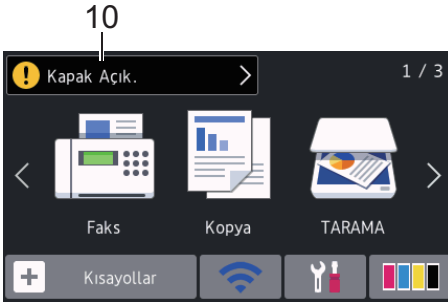 10
Kapak Açık.
1 / 3
Faks
Kopya
TARAMA
Kısayollar